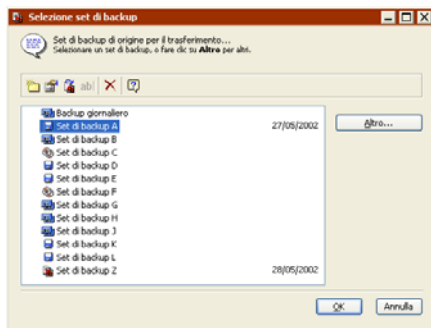 Selezione set di backup
Set di backup di origine per il trasferimento...
Selezionare un set di backup, o fare clic su Altro per altri.
ab|
Backup giornaliero
Set di backup A 27/05/2002
Altro...
Set di backup B
Set di backup C
Set di backup D
Set di backup E
Set di backup F
Set di backup G
Set di backup H
Set di backup J
Set di backup K
Set di backup L
Set di backup Z 28/05/2002
OK Annulla